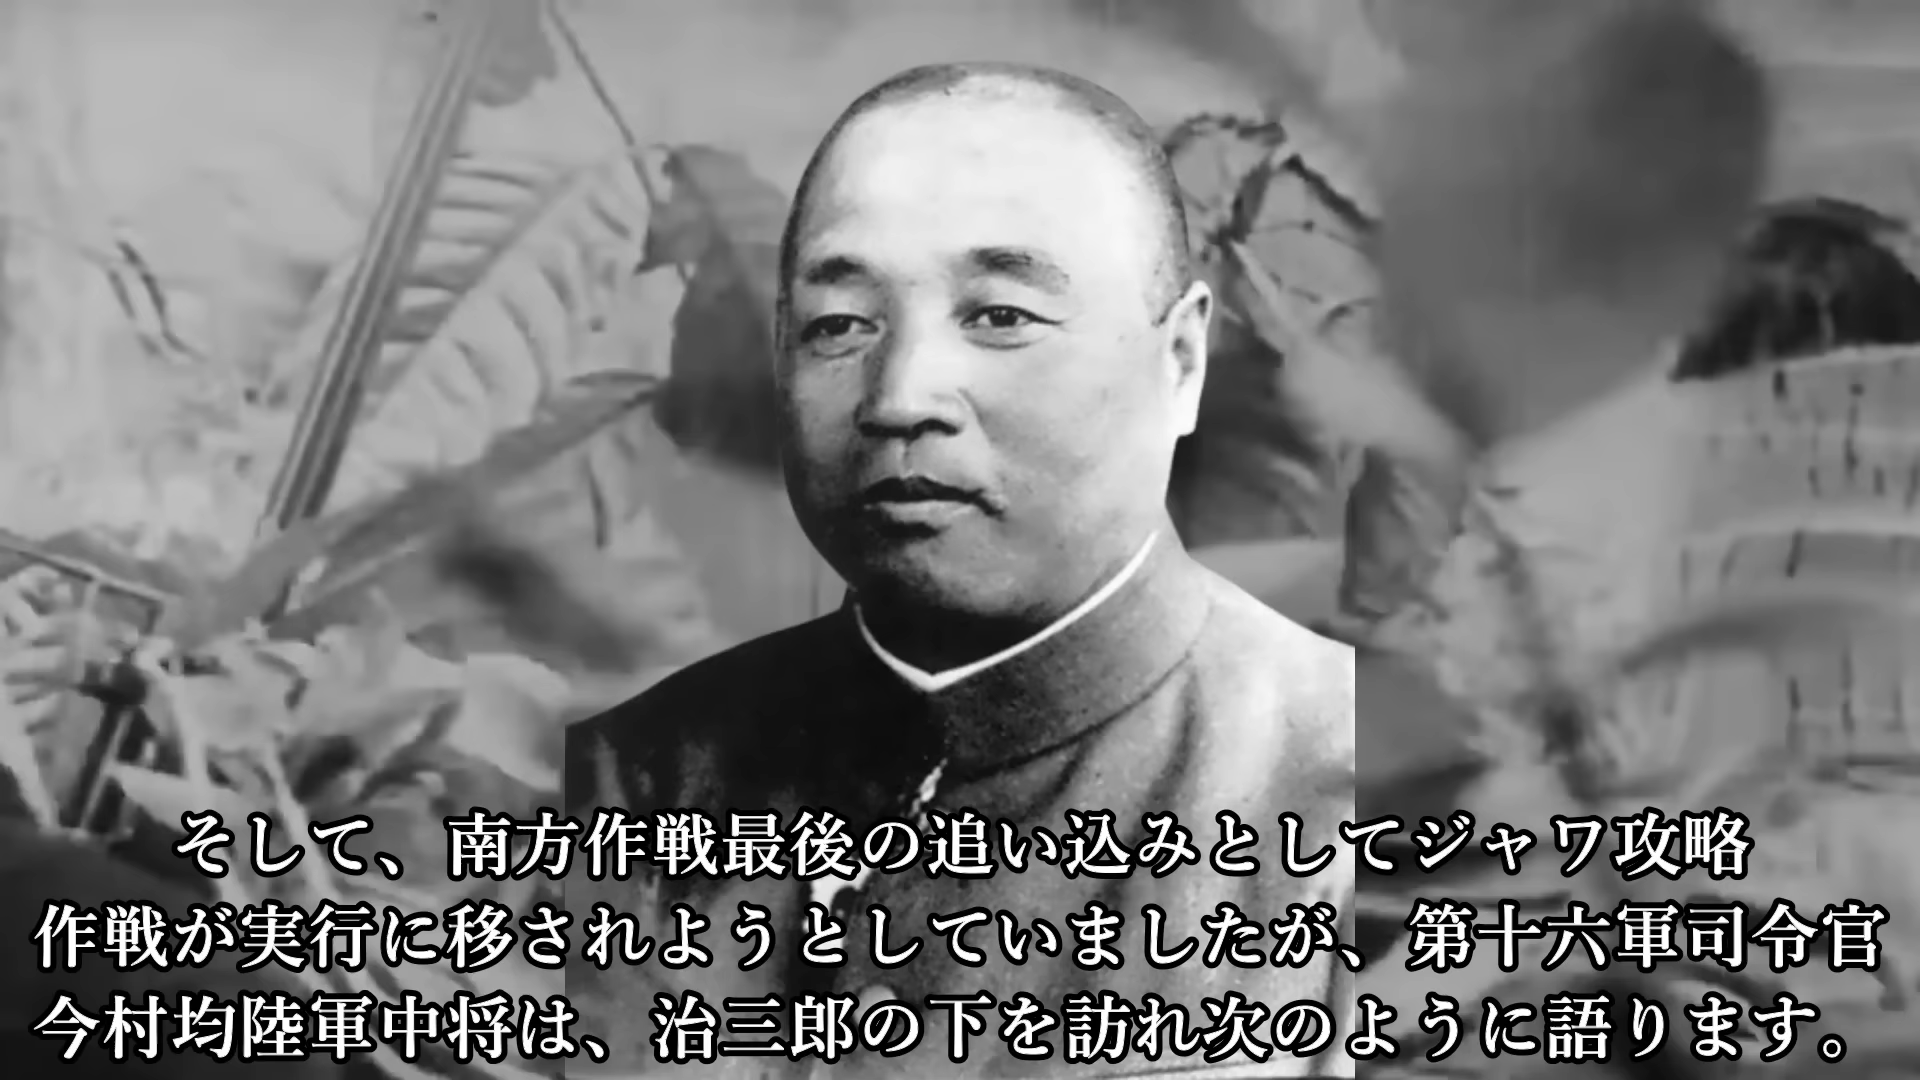 そして、南方作戦最後の追い込みとしてジャワ攻略
作戦が実行に移されようとしていましたが、第十六軍司令官
今村均陸軍中将は、治三郎の下を訪れ次のように語ります。